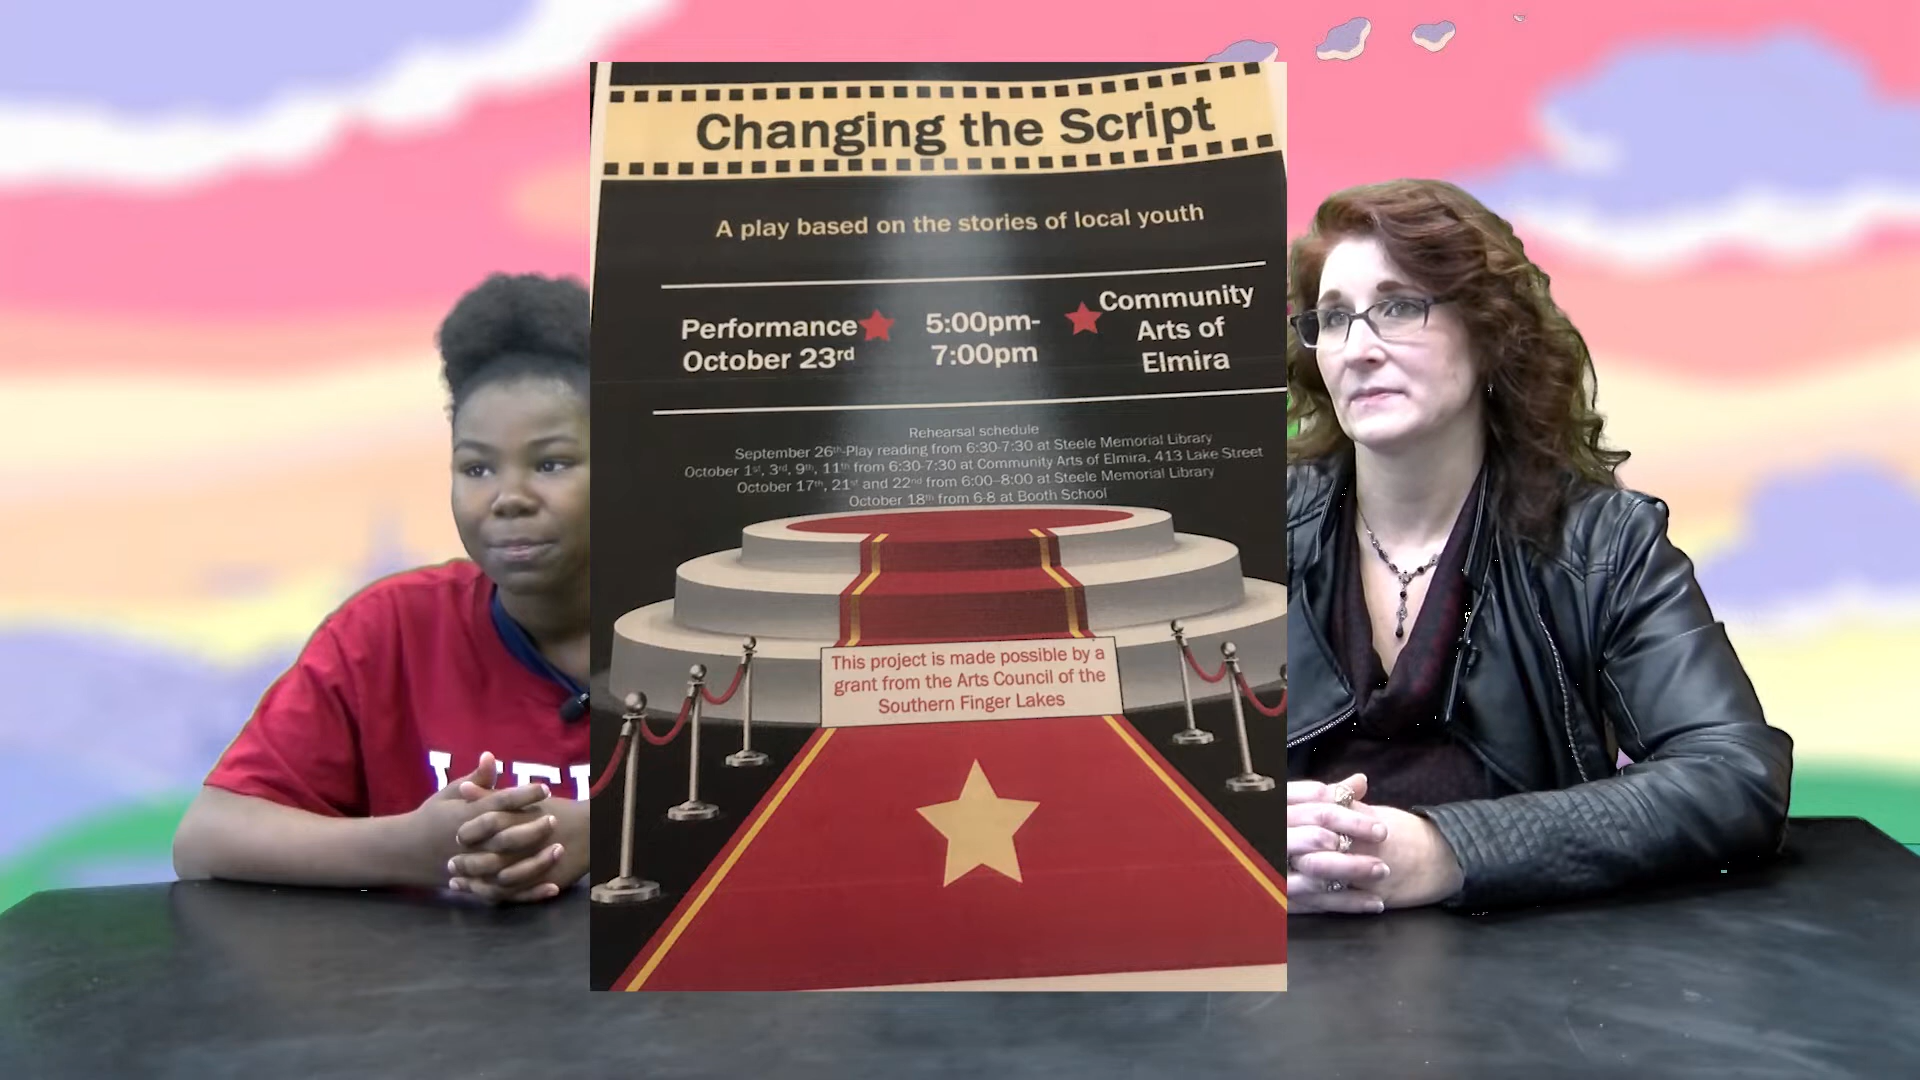 Changing the Script
A play based on the stories of local youth
Performance
October 23rd
5:00pm-
7:00pm
Community
Arts of
Elmira
Rehearsal schedule
September 26th-Play reading from 6:30-7:30 at Steele Memorial Library
October 1st, 3rd, 9th, 11th from 6:30-7:30 at Community Arts of Elmira, 413 Lake Street
October 17th, 21st and 22nd from 6:00-8:00 at Steele Memorial Library
October 18th from 6-8 at Booth School
This project is made possible by a
grant from the Arts Council of the
Southern Finger Lakes